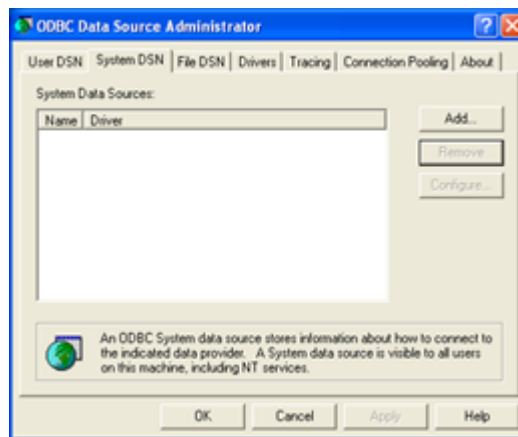 ODBC Data Source Administrator
User DSN System DSN File DSN Drivers Tracing Connection Pooling About
System Data Sources:
Name Driver
Add...
Remove
Configure...
An ODBC System data source stores information about how to connect to
the indicated data provider. A System data source is visible to all users
on this machine, including NT services.
OK Cancel Apply Help